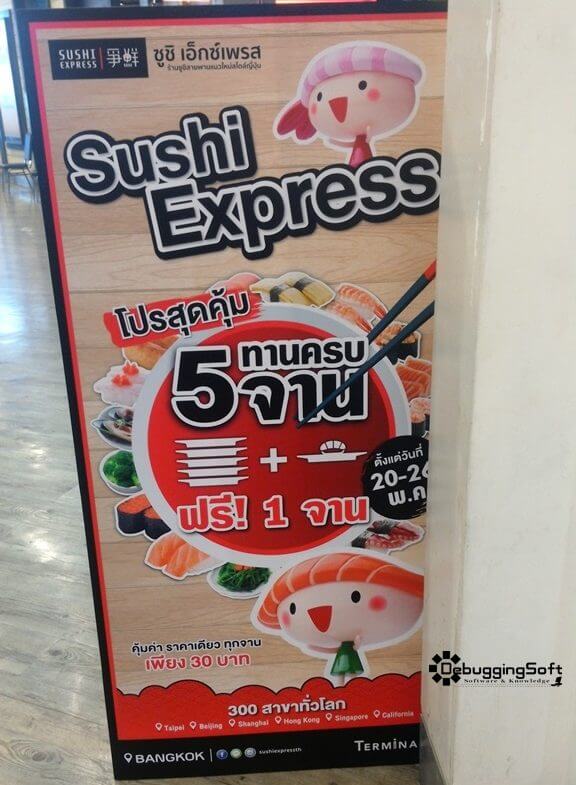 SUSHI EXPRESS 爭鮮 ซูชิ เอ็กซ์เพรส
ร้านซูชิสายพานแนวใหม่สไตล์ญี่ปุ่น
Sushi
Express
โปรสุดคุ้ม
ทานครบ
5 จาน
+
ฟรี! 1 จาน
ตั้งแต่วันที่
20-26
พ.ค
คุ้มค่า ราคาเดียว ทุกจาน
เพียง 30 บาท
300 สาขาทั่วโลก
Taipei Beijing Shanghai Hong Kong Singapore California
BANGKOK sushiexpressth TERMINA
DebuggingSoft
Software & Knowledge